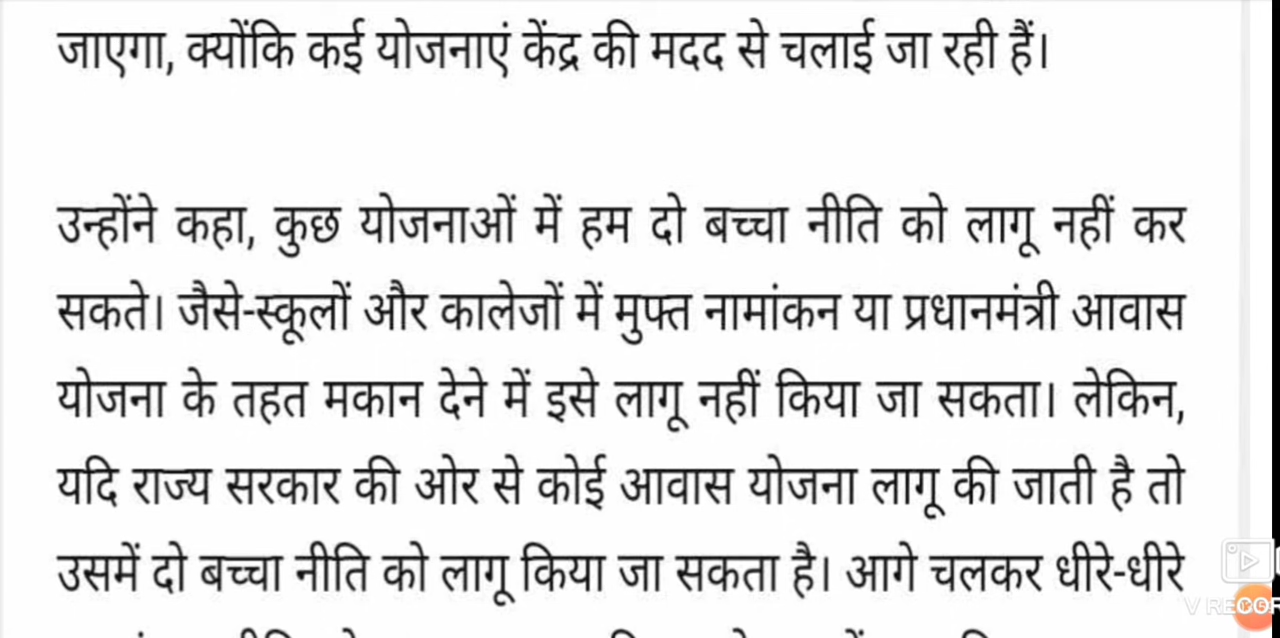 जाएगा, क्योंकि कई योजनाएं केंद्र की मदद से चलाई जा रही हैं।
उन्होंने कहा, कुछ योजनाओं में हम दो बच्चा नीति को लागू नहीं कर
सकते। जैसे-स्कूलों और कालेजों में मुफ्त नामांकन या प्रधानमंत्री आवास
योजना के तहत मकान देने में इसे लागू नहीं किया जा सकता। लेकिन,
यदि राज्य सरकार की ओर से कोई आवास योजना लागू की जाती है तो
उसमें दो बच्चा नीति को लागू किया जा सकता है। आगे चलकर धीरे-धीरे